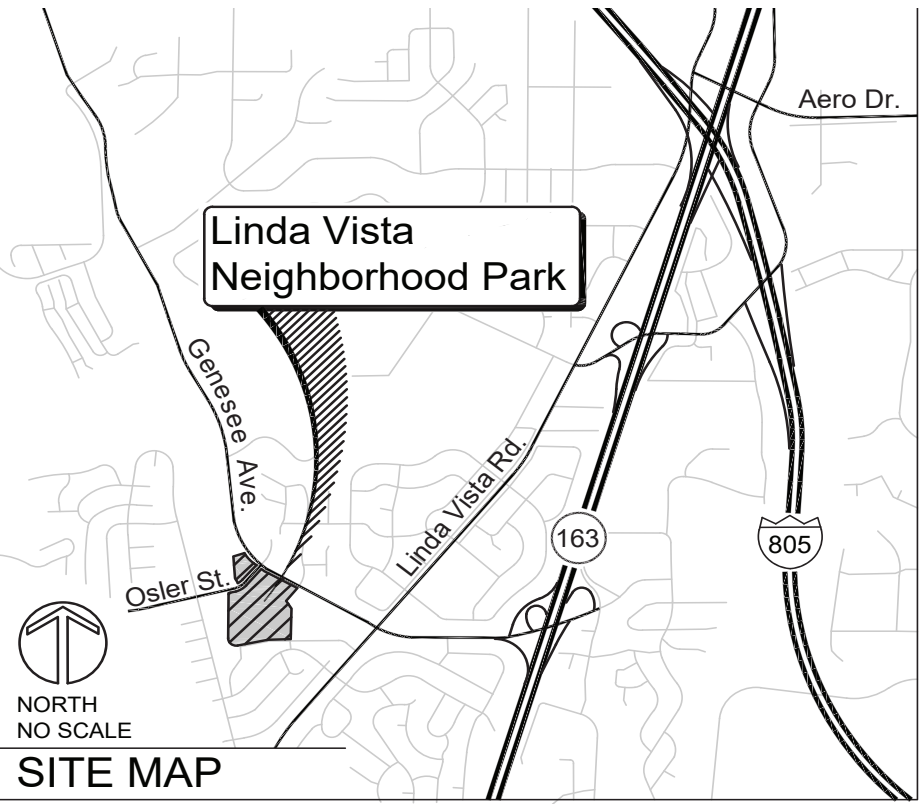 Aero Dr.
Linda Vista
Neighborhood Park
Genesee Ave.
Linda Vista Rd.
163
805
Osler St.
NORTH
NO SCALE
SITE MAP